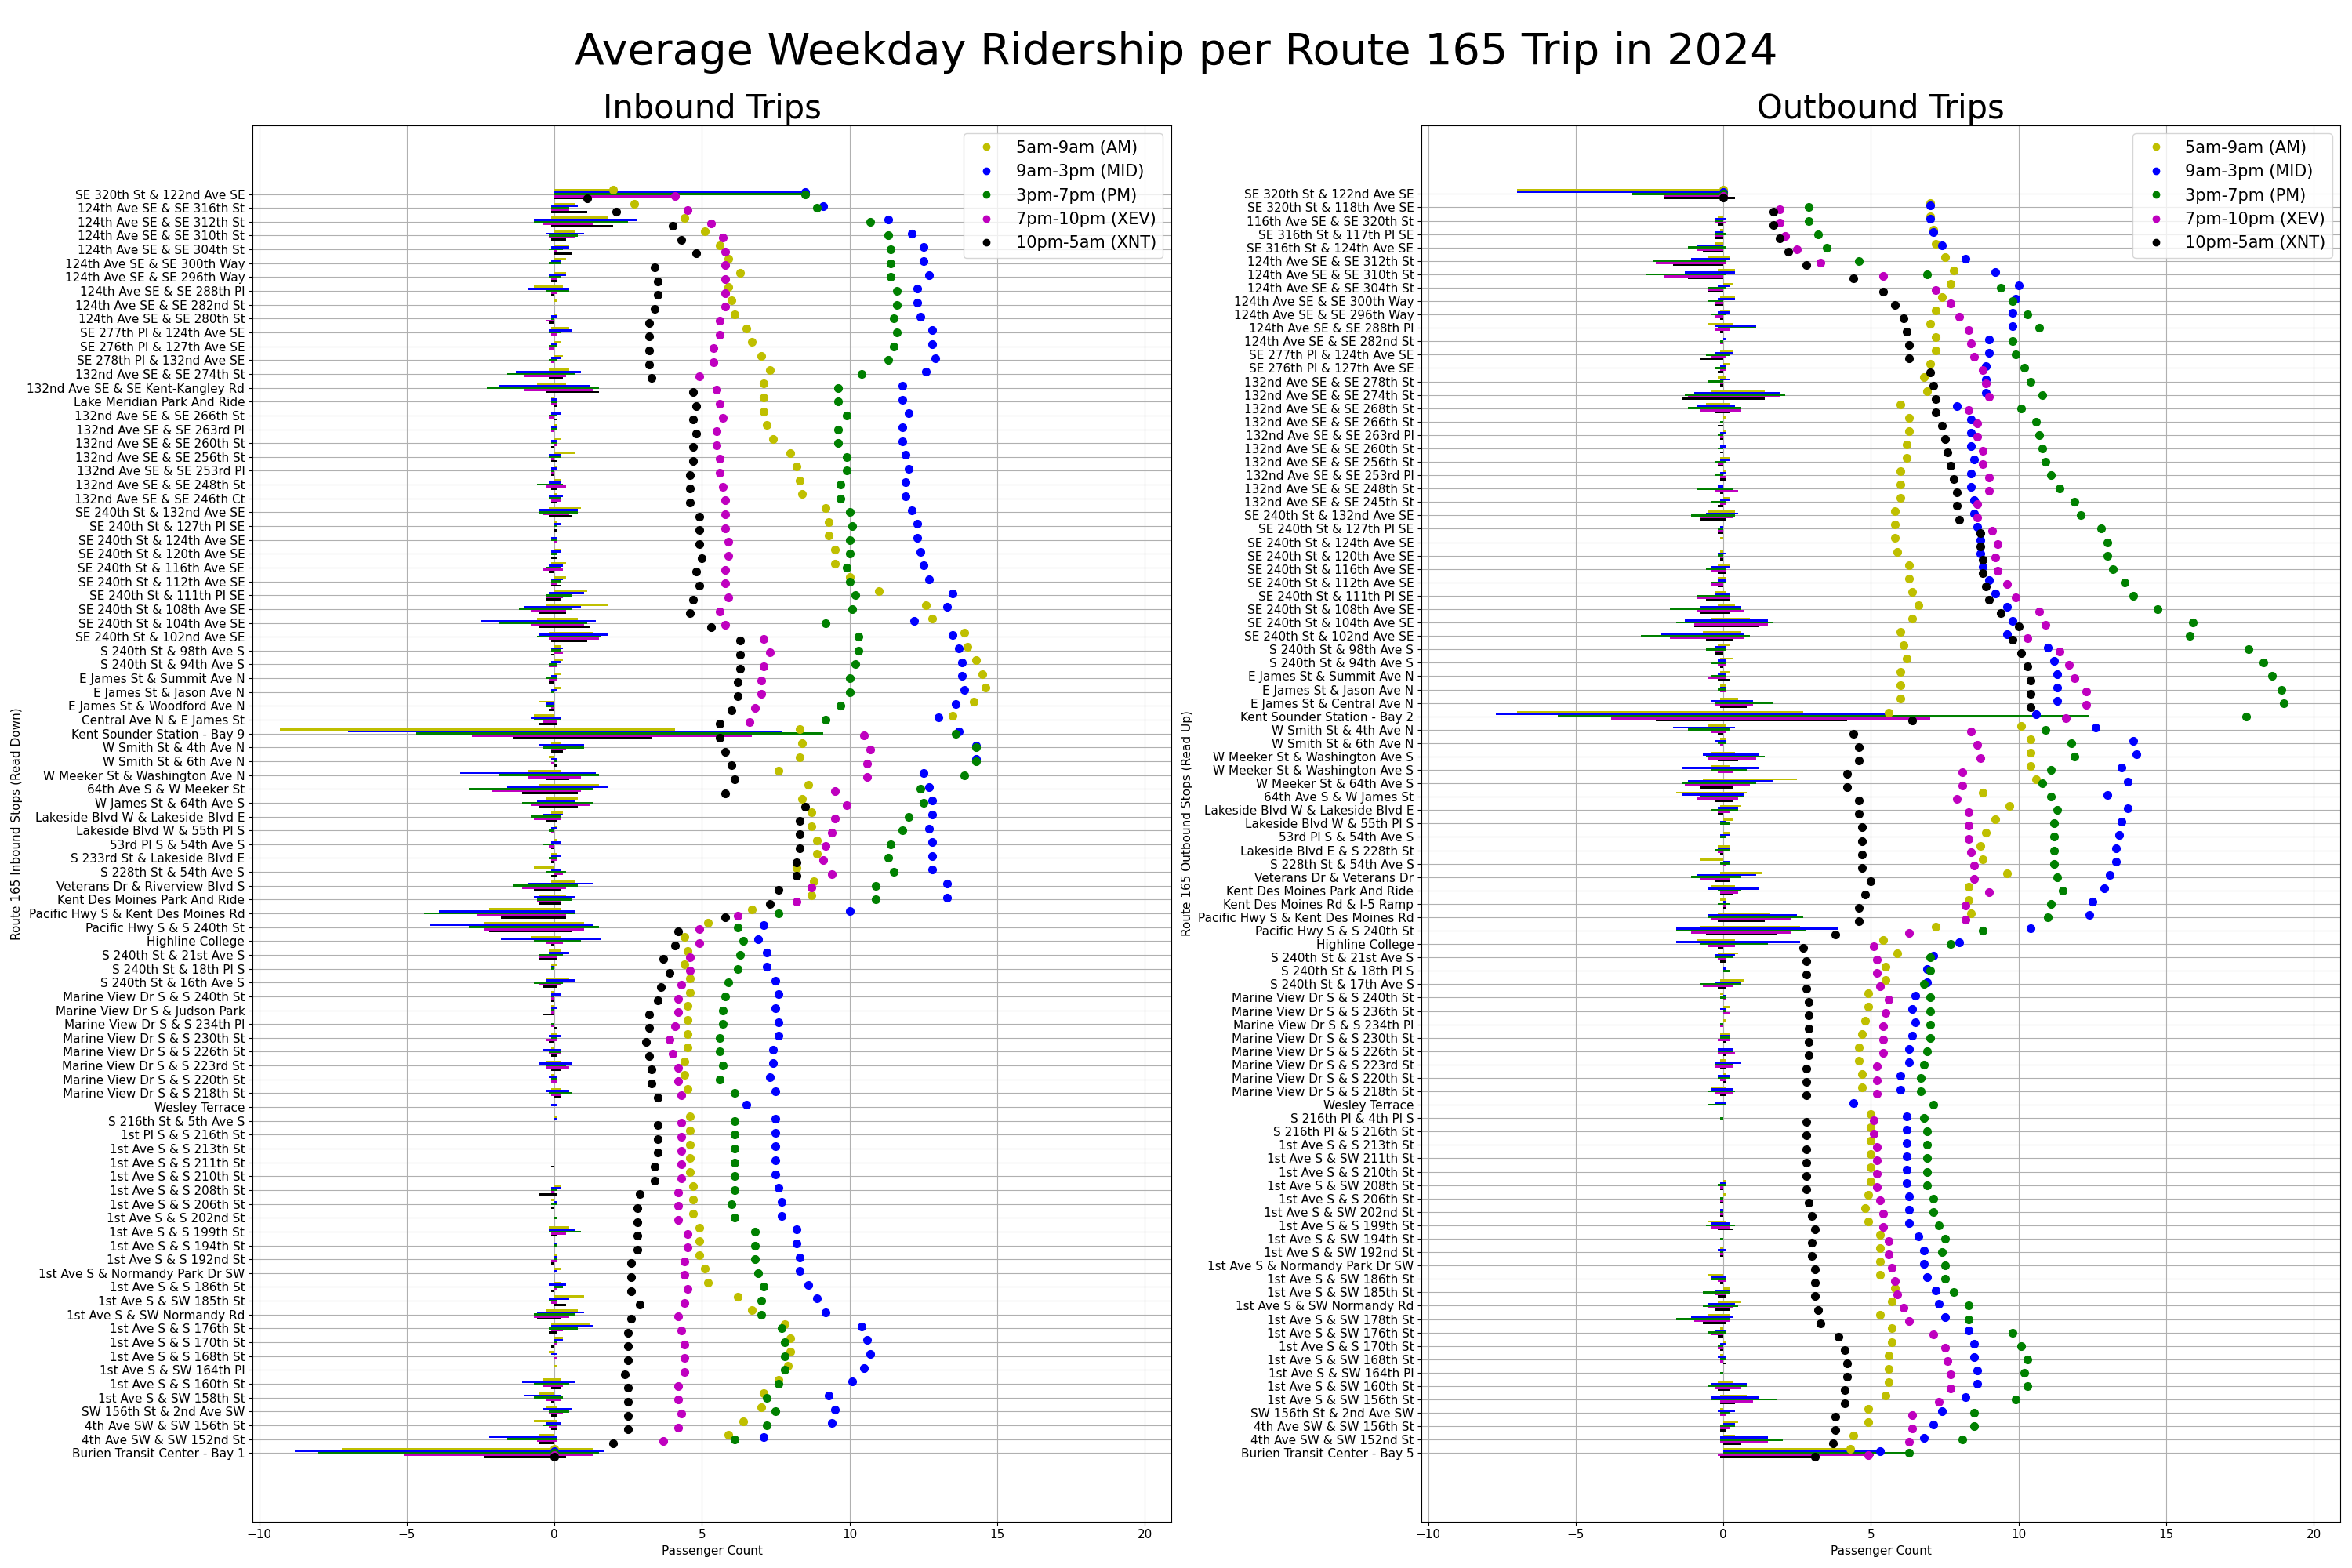 Average Weekday Ridership per Route 165 Trip in 2024
Inbound Trips
5am-9am (AM)
9am-3pm (MID)
3pm-7pm (PM)
7pm-10pm (XEV)
10pm-5am (XNT)
Route 165 Inbound Stops (Read Down)
SE 320th St & 122nd Ave SE
124th Ave SE & SE 316th St
124th Ave SE & SE 312th St
124th Ave SE & SE 310th St
124th Ave SE & SE 304th St
124th Ave SE & SE 300th Way
124th Ave SE & SE 296th Way
124th Ave SE & SE 288th Pl
124th Ave SE & SE 282nd St
124th Ave SE & SE 280th St
SE 277th Pl & 124th Ave SE
SE 276th Pl & 127th Ave SE
SE 278th Pl & 132nd Ave SE
132nd Ave SE & SE 274th St
132nd Ave SE & SE Kent-Kangley Rd
Lake Meridian Park And Ride
132nd Ave SE & SE 266th St
132nd Ave SE & SE 263rd Pl
132nd Ave SE & SE 260th St
132nd Ave SE & SE 256th St
132nd Ave SE & SE 253rd Pl
132nd Ave SE & SE 248th St
132nd Ave SE & SE 246th Ct
SE 240th St & 132nd Ave SE
SE 240th St & 127th Pl SE
SE 240th St & 124th Ave SE
SE 240th St & 120th Ave SE
SE 240th St & 116th Ave SE
SE 240th St & 112th Ave SE
SE 240th St & 111th Pl SE
SE 240th St & 108th Ave SE
SE 240th St & 104th Ave SE
SE 240th St & 102nd Ave SE
S 240th St & 98th Ave S
S 240th St & 94th Ave S
E James St & Summit Ave N
E James St & Jason Ave N
E James St & Woodford Ave N
Central Ave N & E James St
Kent Sounder Station - Bay 9
W Smith St & 4th Ave N
W Smith St & 6th Ave N
W Meeker St & Washington Ave N
64th Ave S & W Meeker St
W James St & 64th Ave S
Lakeside Blvd W & Lakeside Blvd E
Lakeside Blvd W & 55th Pl S
53rd Pl S & 54th Ave S
S 233rd St & Lakeside Blvd E
S 228th St & 54th Ave S
Veterans Dr & Riverview Blvd S
Kent Des Moines Park And Ride
Pacific Hwy S & Kent Des Moines Rd
Pacific Hwy S & S 240th St
Highline College
S 240th St & 21st Ave S
S 240th St & 18th Pl S
S 240th St & 16th Ave S
Marine View Dr S & S 240th St
Marine View Dr S & Judson Park
Marine View Dr S & S 234th Pl
Marine View Dr S & S 230th St
Marine View Dr S & S 226th St
Marine View Dr S & S 223rd St
Marine View Dr S & S 220th St
Marine View Dr S & S 218th St
Wesley Terrace
S 216th St & 5th Ave S
1st Pl S & S 216th St
1st Ave S & S 213th St
1st Ave S & S 211th St
1st Ave S & S 210th St
1st Ave S & S 208th St
1st Ave S & S 206th St
1st Ave S & S 202nd St
1st Ave S & S 199th St
1st Ave S & S 194th St
1st Ave S & S 192nd St
1st Ave S & Normandy Park Dr SW
1st Ave S & S 186th St
1st Ave S & SW 185th St
1st Ave S & SW Normandy Rd
1st Ave S & S 176th St
1st Ave S & S 170th St
1st Ave S & S 168th St
1st Ave S & SW 164th Pl
1st Ave S & S 160th St
1st Ave S & SW 158th St
SW 156th St & 2nd Ave SW
4th Ave SW & SW 156th St
4th Ave SW & SW 152nd St
Burien Transit Center - Bay 1
−10 −5 0 5 10 15 20
Passenger Count
Outbound Trips
5am-9am (AM)
9am-3pm (MID)
3pm-7pm (PM)
7pm-10pm (XEV)
10pm-5am (XNT)
Route 165 Outbound Stops (Read Up)
SE 320th St & 122nd Ave SE
SE 320th St & 118th Ave SE
116th Ave SE & SE 320th St
SE 316th St & 117th Pl SE
SE 316th St & 124th Ave SE
124th Ave SE & SE 312th St
124th Ave SE & SE 310th St
124th Ave SE & SE 304th St
124th Ave SE & SE 300th Way
124th Ave SE & SE 296th Way
124th Ave SE & SE 288th Pl
124th Ave SE & SE 282nd St
SE 277th Pl & 124th Ave SE
SE 276th Pl & 127th Ave SE
132nd Ave SE & SE 278th St
132nd Ave SE & SE 274th St
132nd Ave SE & SE 268th St
132nd Ave SE & SE 266th St
132nd Ave SE & SE 263rd Pl
132nd Ave SE & SE 260th St
132nd Ave SE & SE 256th St
132nd Ave SE & SE 253rd Pl
132nd Ave SE & SE 248th St
132nd Ave SE & SE 245th St
SE 240th St & 132nd Ave SE
SE 240th St & 127th Pl SE
SE 240th St & 124th Ave SE
SE 240th St & 120th Ave SE
SE 240th St & 116th Ave SE
SE 240th St & 112th Ave SE
SE 240th St & 111th Pl SE
SE 240th St & 108th Ave SE
SE 240th St & 104th Ave SE
SE 240th St & 102nd Ave SE
S 240th St & 98th Ave S
S 240th St & 94th Ave S
E James St & Summit Ave N
E James St & Jason Ave N
E James St & Central Ave N
Kent Sounder Station - Bay 2
W Smith St & 4th Ave N
W Smith St & 6th Ave N
W Meeker St & Washington Ave S
W Meeker St & Washington Ave S
W Meeker St & 64th Ave S
64th Ave S & W James St
Lakeside Blvd W & Lakeside Blvd E
Lakeside Blvd W & 55th Pl S
53rd Pl S & 54th Ave S
Lakeside Blvd E & S 228th St
S 228th St & 54th Ave S
Veterans Dr & Veterans Dr
Kent Des Moines Park And Ride
Kent Des Moines Rd & I-5 Ramp
Pacific Hwy S & Kent Des Moines Rd
Pacific Hwy S & S 240th St
Highline College
S 240th St & 21st Ave S
S 240th St & 18th Pl S
S 240th St & 17th Ave S
Marine View Dr S & S 240th St
Marine View Dr S & S 236th St
Marine View Dr S & S 234th Pl
Marine View Dr S & S 230th St
Marine View Dr S & S 226th St
Marine View Dr S & S 223rd St
Marine View Dr S & S 220th St
Marine View Dr S & S 218th St
Wesley Terrace
S 216th Pl & 4th Pl S
S 216th Pl & S 216th St
1st Ave S & S 213th St
1st Ave S & SW 211th St
1st Ave S & S 210th St
1st Ave S & SW 208th St
1st Ave S & S 206th St
1st Ave S & SW 202nd St
1st Ave S & S 199th St
1st Ave S & SW 194th St
1st Ave S & SW 192nd St
1st Ave S & Normandy Park Dr SW
1st Ave S & SW 186th St
1st Ave S & SW 185th St
1st Ave S & SW Normandy Rd
1st Ave S & SW 178th St
1st Ave S & SW 176th St
1st Ave S & S 170th St
1st Ave S & SW 168th St
1st Ave S & SW 164th Pl
1st Ave S & SW 160th St
1st Ave S & SW 156th St
SW 156th St & 2nd Ave SW
4th Ave SW & SW 156th St
4th Ave SW & SW 152nd St
Burien Transit Center - Bay 5
−10 −5 0 5 10 15 20
Passenger Count